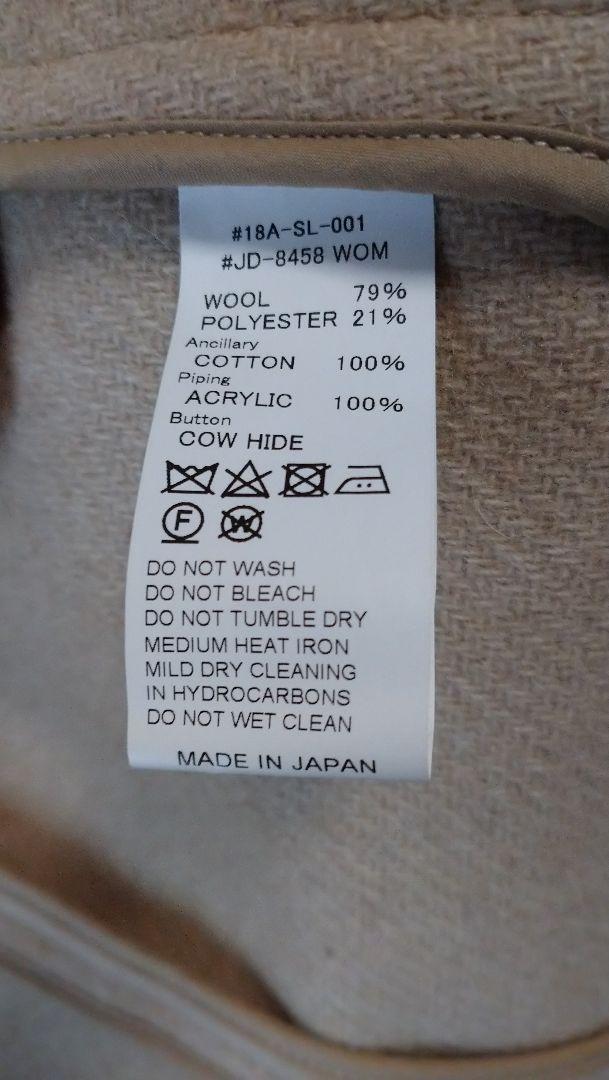 #18A-SL-001
#JD-8458 WOM
WOOL 79%
POLYESTER 21%
Ancillary
COTTON 100%
Piping
ACRYLIC 100%
Button
COW HIDE
F W
DO NOT WASH
DO NOT BLEACH
DO NOT TUMBLE DRY
MEDIUM HEAT IRON
MILD DRY CLEANING
IN HYDROCARBONS
DO NOT WET CLEAN
MADE IN JAPAN